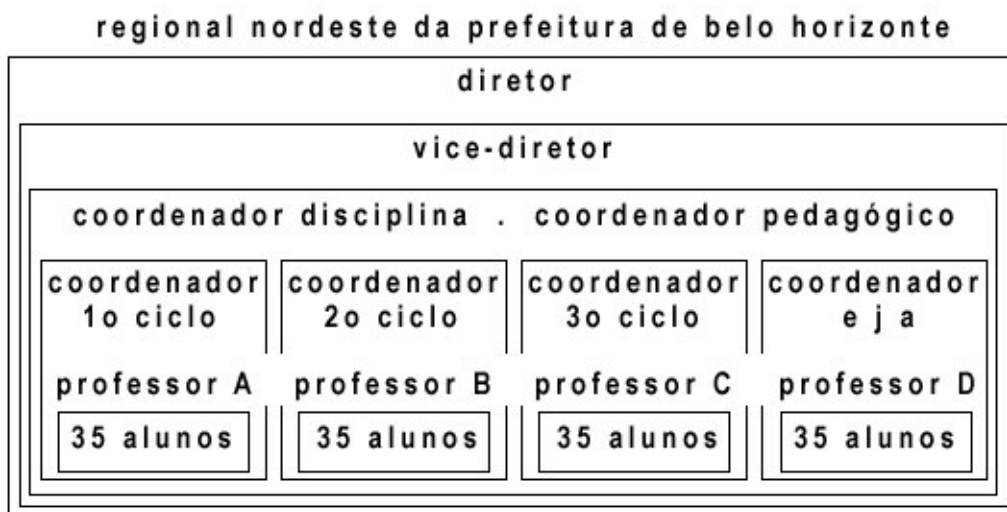 regional nordeste da prefeitura de belo horizonte
diretor
vice-diretor
coordenador disciplina . coordenador pedagógico
coordenador
1o ciclo
coordenador
2o ciclo
coordenador
3o ciclo
coordenador
e j a
professor A
professor B
professor C
professor D
35 alunos
35 alunos
35 alunos
35 alunos